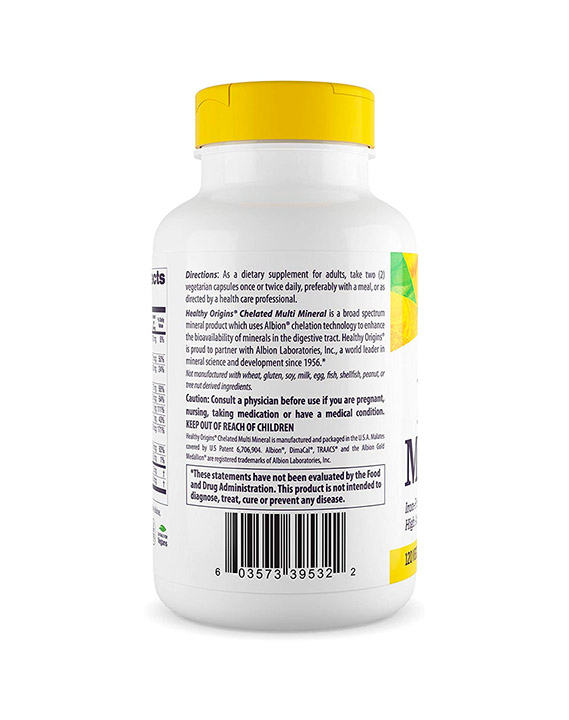 Directions: As a dietary supplement for adults, take two (2)
vegetarian capsules once or twice daily, preferably with a meal, or as
directed by a health care professional.
Healthy Origins® Chelated Multi Mineral is a broad spectrum
mineral product which uses Albion® chelation technology to enhance
the bioavailability of minerals in the digestive tract. Healthy Origins®
is proud to partner with Albion Laboratories, Inc., a world leader in
mineral science and development since 1956.*
Not manufactured with wheat, gluten, soy, milk, egg, fish, shellfish, peanut, or
tree nut derived ingredients.
Caution: Consult a physician before use if you are pregnant,
nursing, taking medication or have a medical condition.
KEEP OUT OF REACH OF CHILDREN
Healthy Origins® Chelated Multi Mineral is manufactured and packaged in the U.S.A. Malates
covered by U.S Patent 6,706,904. Albion®, DimaCal®, TRAACS® and the Albion Gold
Medallion® are registered trademarks of Albion Laboratories, Inc.
*These statements have not been evaluated by the Food
and Drug Administration. This product is not intended to
diagnose, treat, cure or prevent any disease.
6 03573 39532 2
% Daily
Value
8%
Vegans
M
120